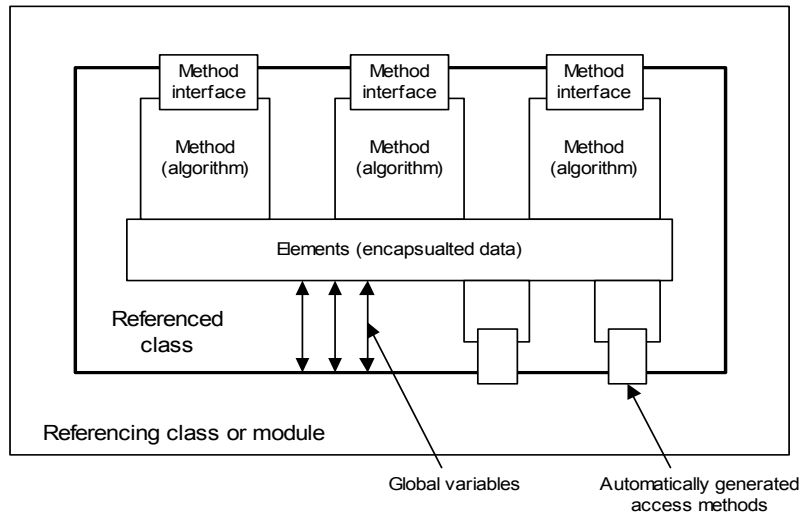 Method
interface
Method
interface
Method
interface
Method
(algorithm)
Method
(algorithm)
Method
(algorithm)
Elements (encapsualted data)
Referenced
class
Referencing class or module
Global variables
Automatically generated
access methods